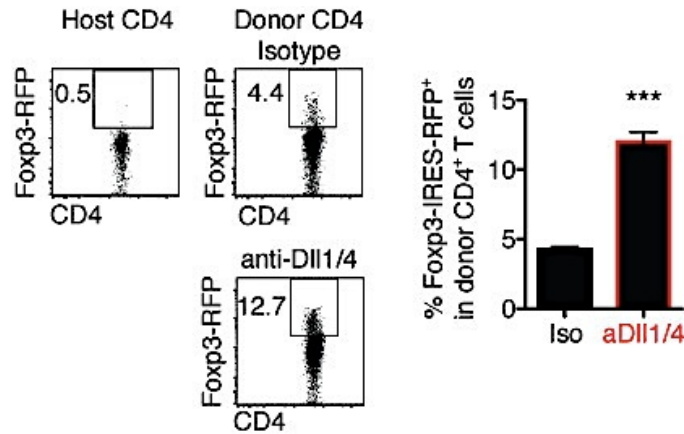 Host CD4
Donor CD4
Isotype
Foxp3-RFP
0.5
CD4
Foxp3-RFP
4.4
CD4
anti-Dll1/4
Foxp3-RFP
12.7
CD4
% Foxp3-IRES-RFP+
in donor CD4+ T cells
15
10
5
0
***
Iso
aDll1/4